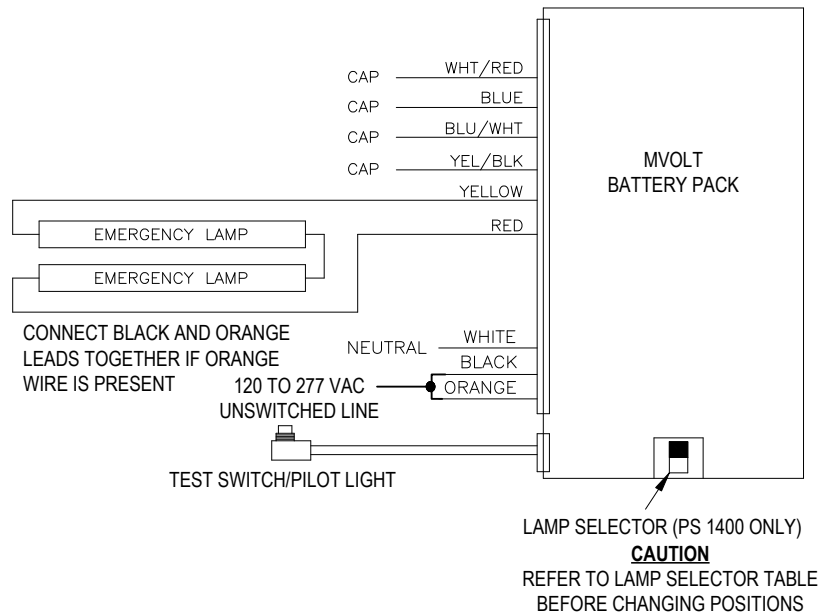 CAP WHT/RED
CAP BLUE
CAP BLU/WHT
CAP YEL/BLK
YELLOW
RED
MVOLT
BATTERY PACK
EMERGENCY LAMP
EMERGENCY LAMP
CONNECT BLACK AND ORANGE
LEADS TOGETHER IF ORANGE
WIRE IS PRESENT
NEUTRAL WHITE
BLACK
ORANGE
120 TO 277 VAC
UNSWITCHED LINE
TEST SWITCH/PILOT LIGHT
LAMP SELECTOR (PS 1400 ONLY)
CAUTION
REFER TO LAMP SELECTOR TABLE
BEFORE CHANGING POSITIONS